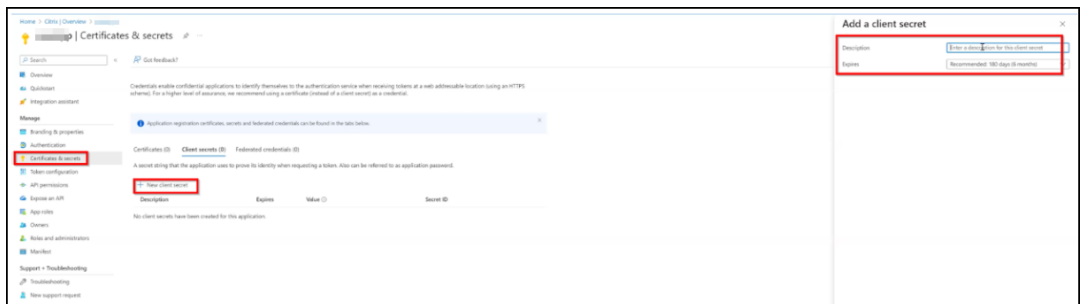 Home > Citrix | Overview >
p | Certificates & secrets
Search
Got feedback?
Overview
Quickstart
Integration assistant
Manage
Branding & properties
Authentication
Certificates & secrets
Token configuration
API permissions
Expose an API
App roles
Owners
Roles and administrators
Manifest
Support + Troubleshooting
Troubleshooting
New support request
Credentials enable confidential applications to identify themselves to the authentication service when receiving tokens at a web addressable location (using an HTTPS
scheme). For a higher level of assurance, we recommend using a certificate (instead of a client secret) as a credential.
Application registration certificates, secrets and federated credentials can be found in the tabs below.
Certificates (0) Client secrets (0) Federated credentials (0)
A secret string that the application uses to prove its identity when requesting a token. Also can be referred to as application password.
+ New client secret
Description Expires Value Secret ID
No client secrets have been created for this application.
Add a client secret
Description Enter a description for this client secret
Expires Recommended: 180 days (6 months)